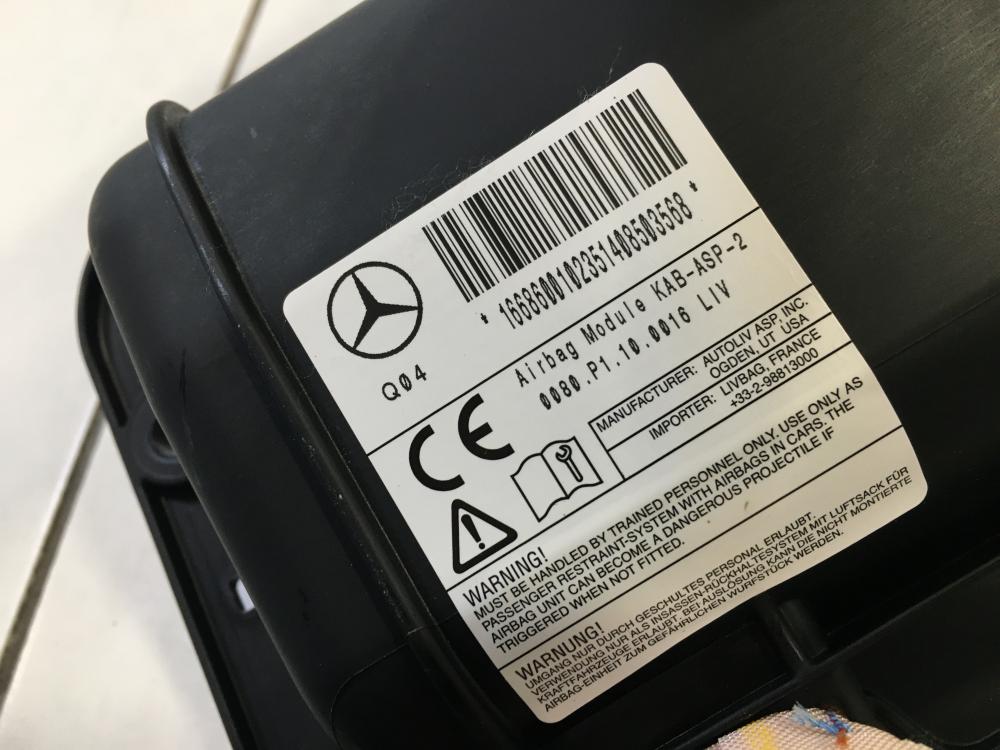 * 1668600102351408503568 *
Q04
Airbag Module KAB-ASP-2
0080.P1.10.0016 LIV
CE
MANUFACTURER: AUTOLIV ASP, INC.
OGDEN, UT USA
IMPORTER: LIVBAG, FRANCE
+33-2-98813000
WARNING!
MUST BE HANDLED BY TRAINED PERSONNEL ONLY. USE ONLY AS
PASSENGER RESTRAINT-SYSTEM WITH AIRBAGS IN CARS. THE
AIRBAG UNIT CAN BECOME A DANGEROUS PROJECTILE IF
TRIGGERED WHEN NOT FITTED.
WARNUNG!
UMGANG NUR DURCH GESCHULTES PERSONAL ERLAUBT.
VERWENDUNG NUR ALS INSASSEN-RÜCKHALTESYSTEM MIT LUFTSACK FÜR
KRAFTFAHRZEUGE ERLAUBT. BEI AUSLÖSUNG KANN DIE NICHT MONTIERTE
AIRBAG-EINHEIT ZUM GEFÄHRLICHEN WURFSTÜCK WERDEN.